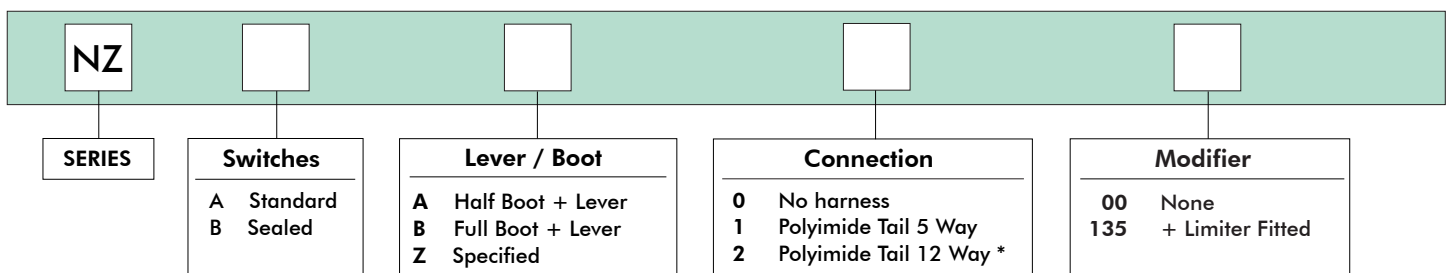 NZ
SERIES
Switches
A Standard
B Sealed
Lever / Boot
A Half Boot + Lever
B Full Boot + Lever
Z Specified
Connection
0 No harness
1 Polyimide Tail 5 Way
2 Polyimide Tail 12 Way *
Modifier
00 None
135 + Limiter Fitted